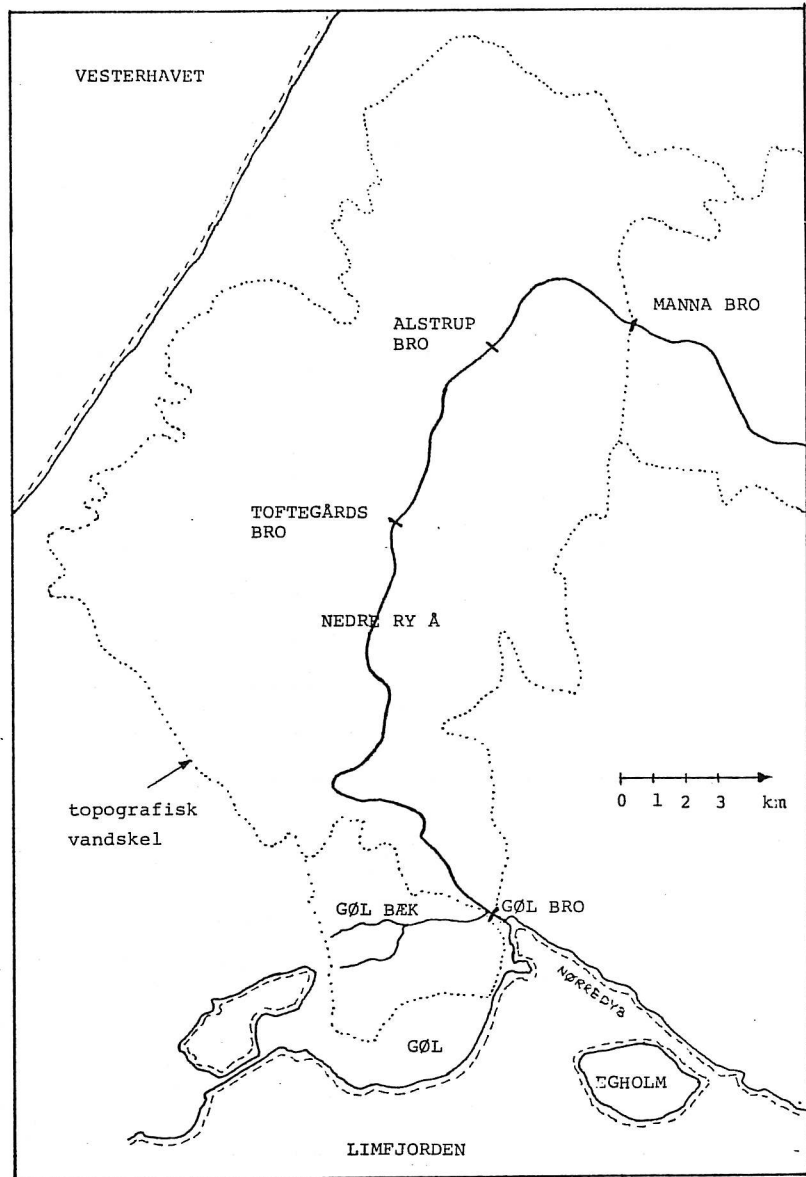 VESTERHAVET
MANNA BRO
ALSTRUP
BRO
TOFTEGÅRDS
BRO
NEDRE RY Å
topografisk
vandskel
0 1 2 3 km
GØL BÆK
GØL BRO
NØRREDYB
GØL
EGHOLM
LIMFJORDEN